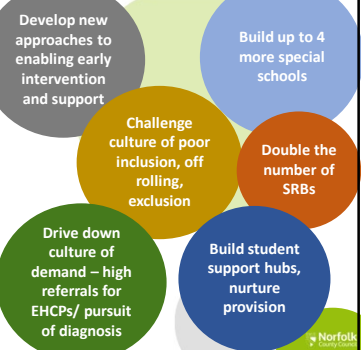 Develop new
approaches to
enabling early
intervention
and support
Build up to 4
more special
schools
Challenge
culture of poor
inclusion, off
rolling,
exclusion
Double the
number of
SRBs
Drive down
culture of
demand – high
referrals for
EHCPs/ pursuit
of diagnosis
Build student
support hubs,
nurture
provision
Norfolk
County Council